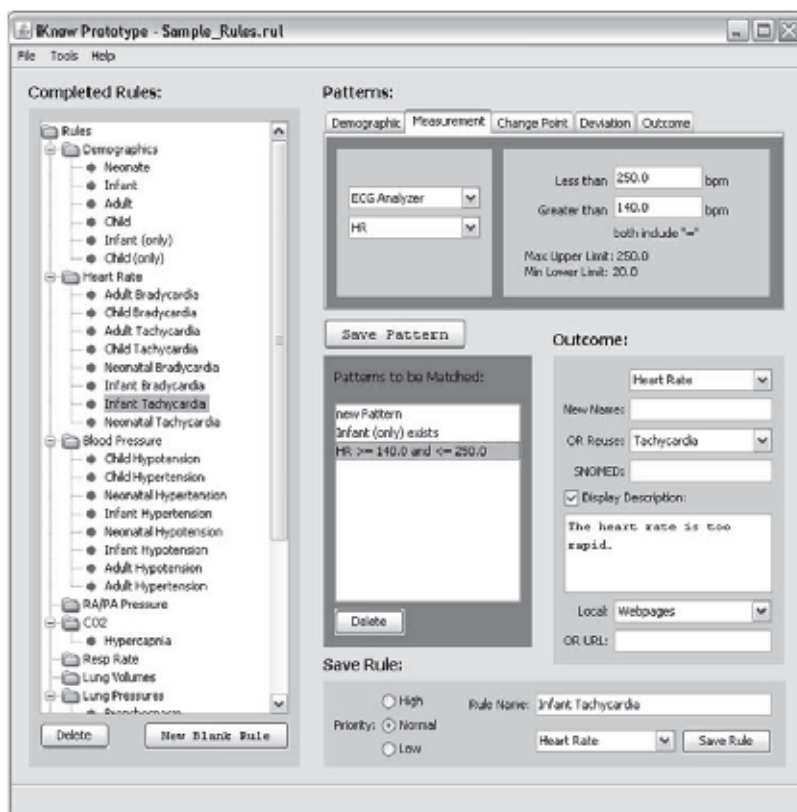 iKnow Prototype - Sample_Rules.rul
File Tools Help
Completed Rules:
Rules
Demographics
Neonate
Infant
Adult
Child
Infant (only)
Child (only)
Heart Rate
Adult Bradycardia
Child Bradycardia
Adult Tachycardia
Child Tachycardia
Neonatal Bradycardia
Infant Bradycardia
Infant Tachycardia
Neonatal Tachycardia
Blood Pressure
Child Hypotension
Child Hypertension
Neonatal Hypertension
Infant Hypertension
Neonatal Hypotension
Infant Hypotension
Adult Hypotension
Adult Hypertension
RA/PA Pressure
CO2
Hypercapnia
Resp Rate
Lung Volumes
Lung Pressures
Delete
New Blank Rule
Patterns:
Demographic Measurement Change Point Deviation Outcome
ECG Analyzer
HR
Less than 250.0 bpm
Greater than 140.0 bpm
both include "="
Max Upper Limit: 250.0
Min Lower Limit: 20.0
Save Pattern
Patterns to be Matched:
new Pattern
Infant (only) exists
HR >= 140.0 and <= 250.0
Delete
Outcome:
Heart Rate
New Name:
OR Reuse: Tachycardia
SNOMED:
Display Description:
The heart rate is too
rapid.
Local: Webpages
OR URL:
Save Rule:
Priority:
High
Normal
Low
Rule Name: Infant Tachycardia
Heart Rate
Save Rule